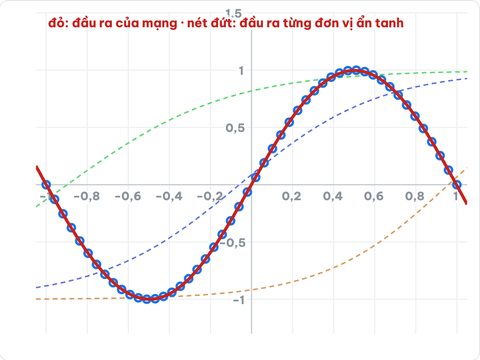 1.5
đỏ: đầu ra của mạng · nét đứt: đầu ra từng đơn vị ẩn tanh
1
0,5
-1 -0,8 -0,6 -0,4 -0,2 0 0,2 0,4 0,6 0,8 1
-0,5
-1